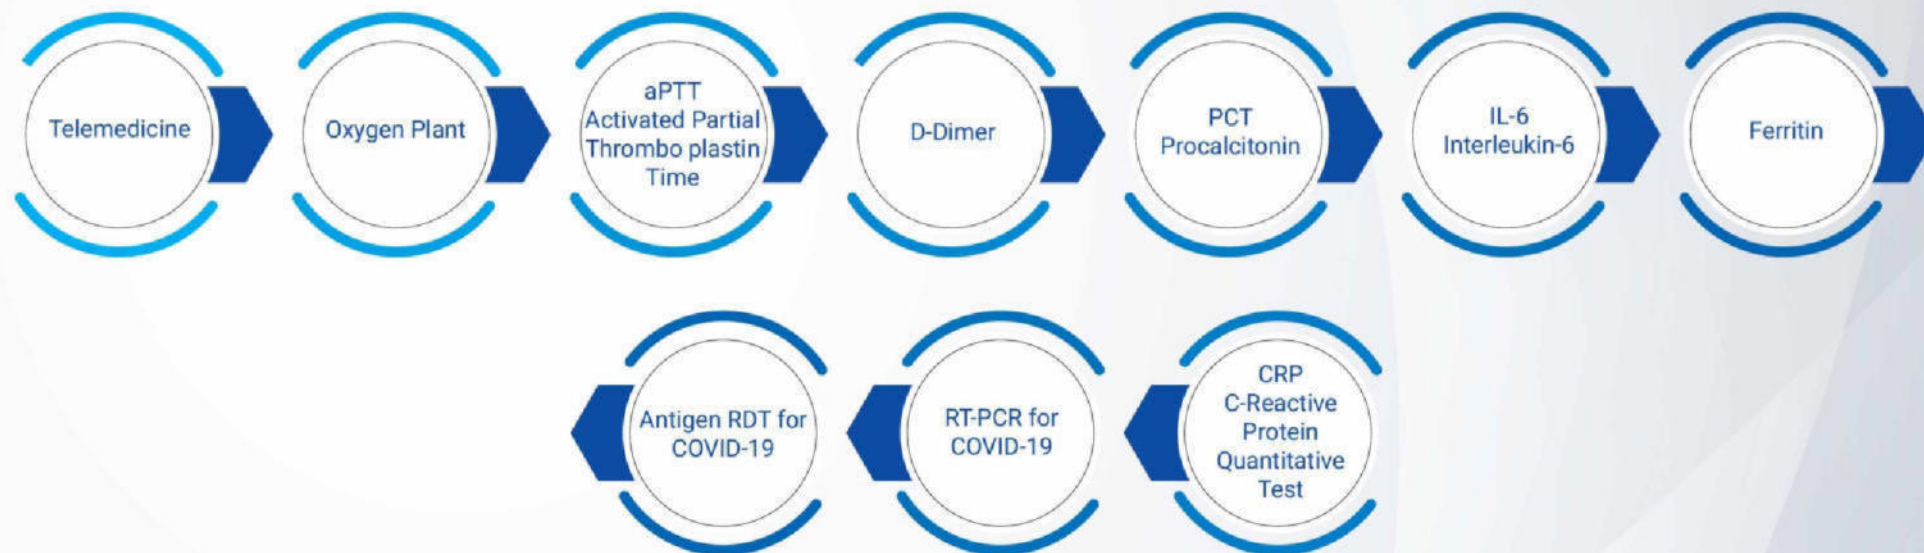 Telemedicine
Oxygen Plant
aPTT
Activated Partial
Thrombo plastin
Time
D-Dimer
PCT
Procalcitonin
IL-6
Interleukin-6
Ferritin
CRP
C-Reactive
Protein
Quantitative
Test
RT-PCR for
COVID-19
Antigen RDT for
COVID-19